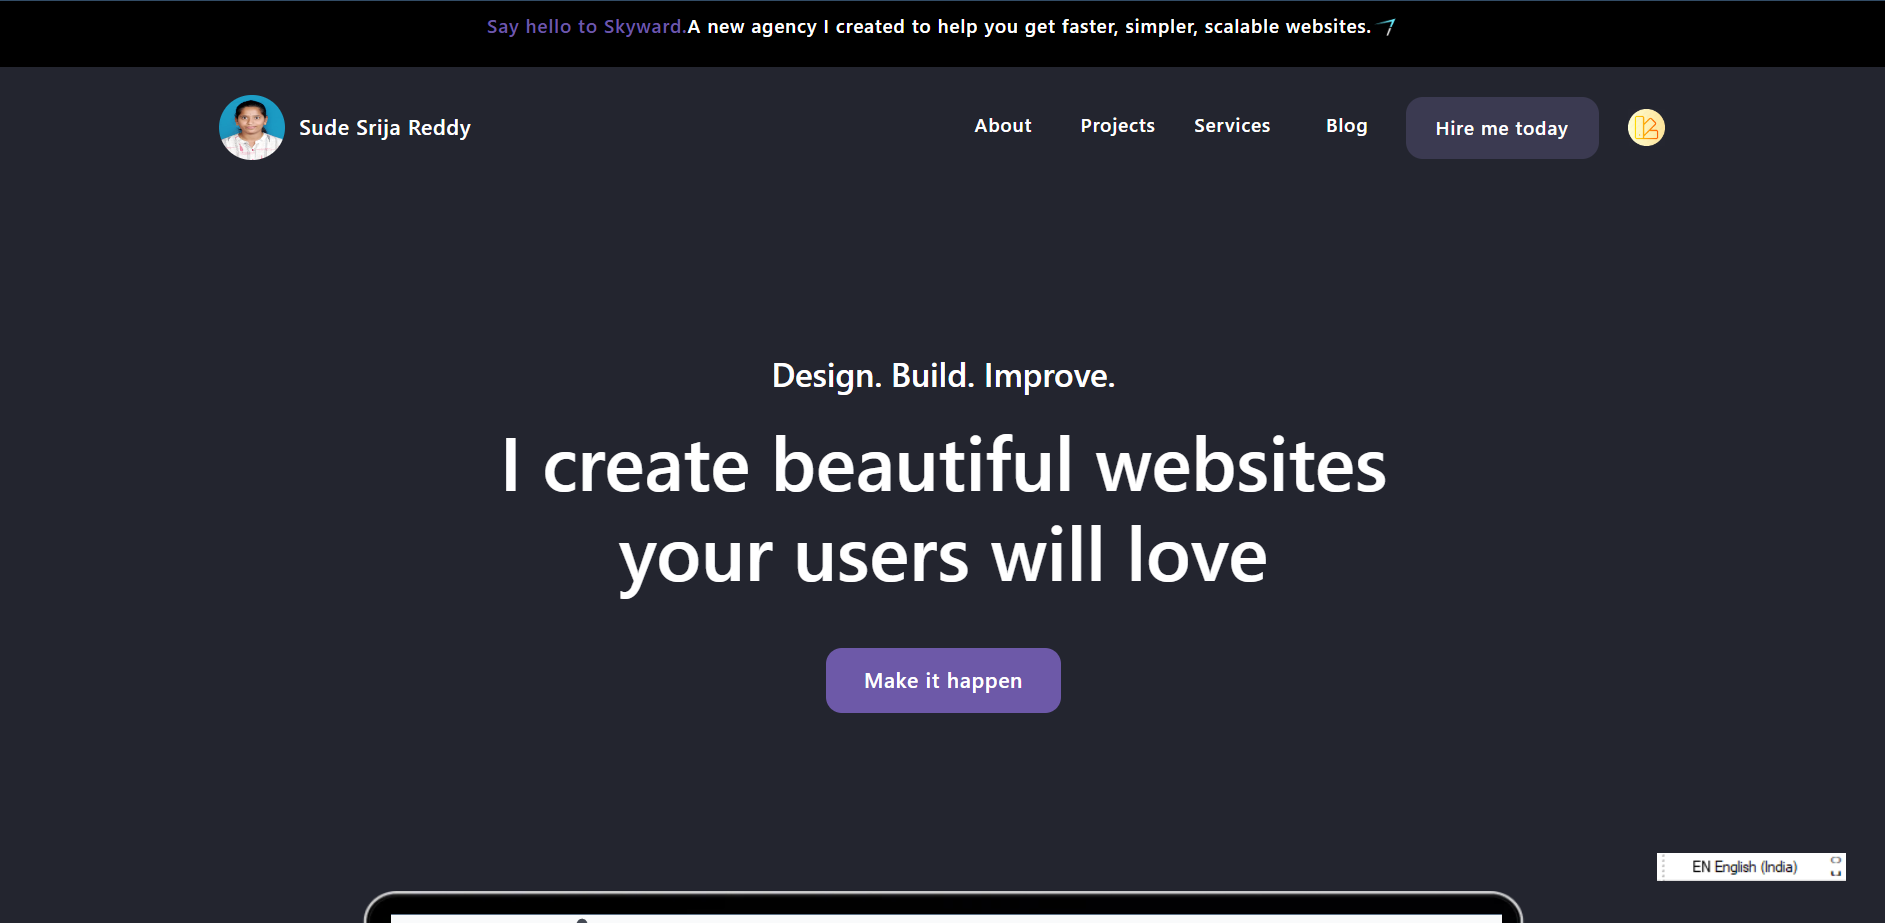 Say hello to Skyward.A new agency I created to help you get faster, simpler, scalable websites.
Sude Srija Reddy
About Projects Services Blog Hire me today
Design. Build. Improve.
I create beautiful websites
your users will love
Make it happen
EN English (India)